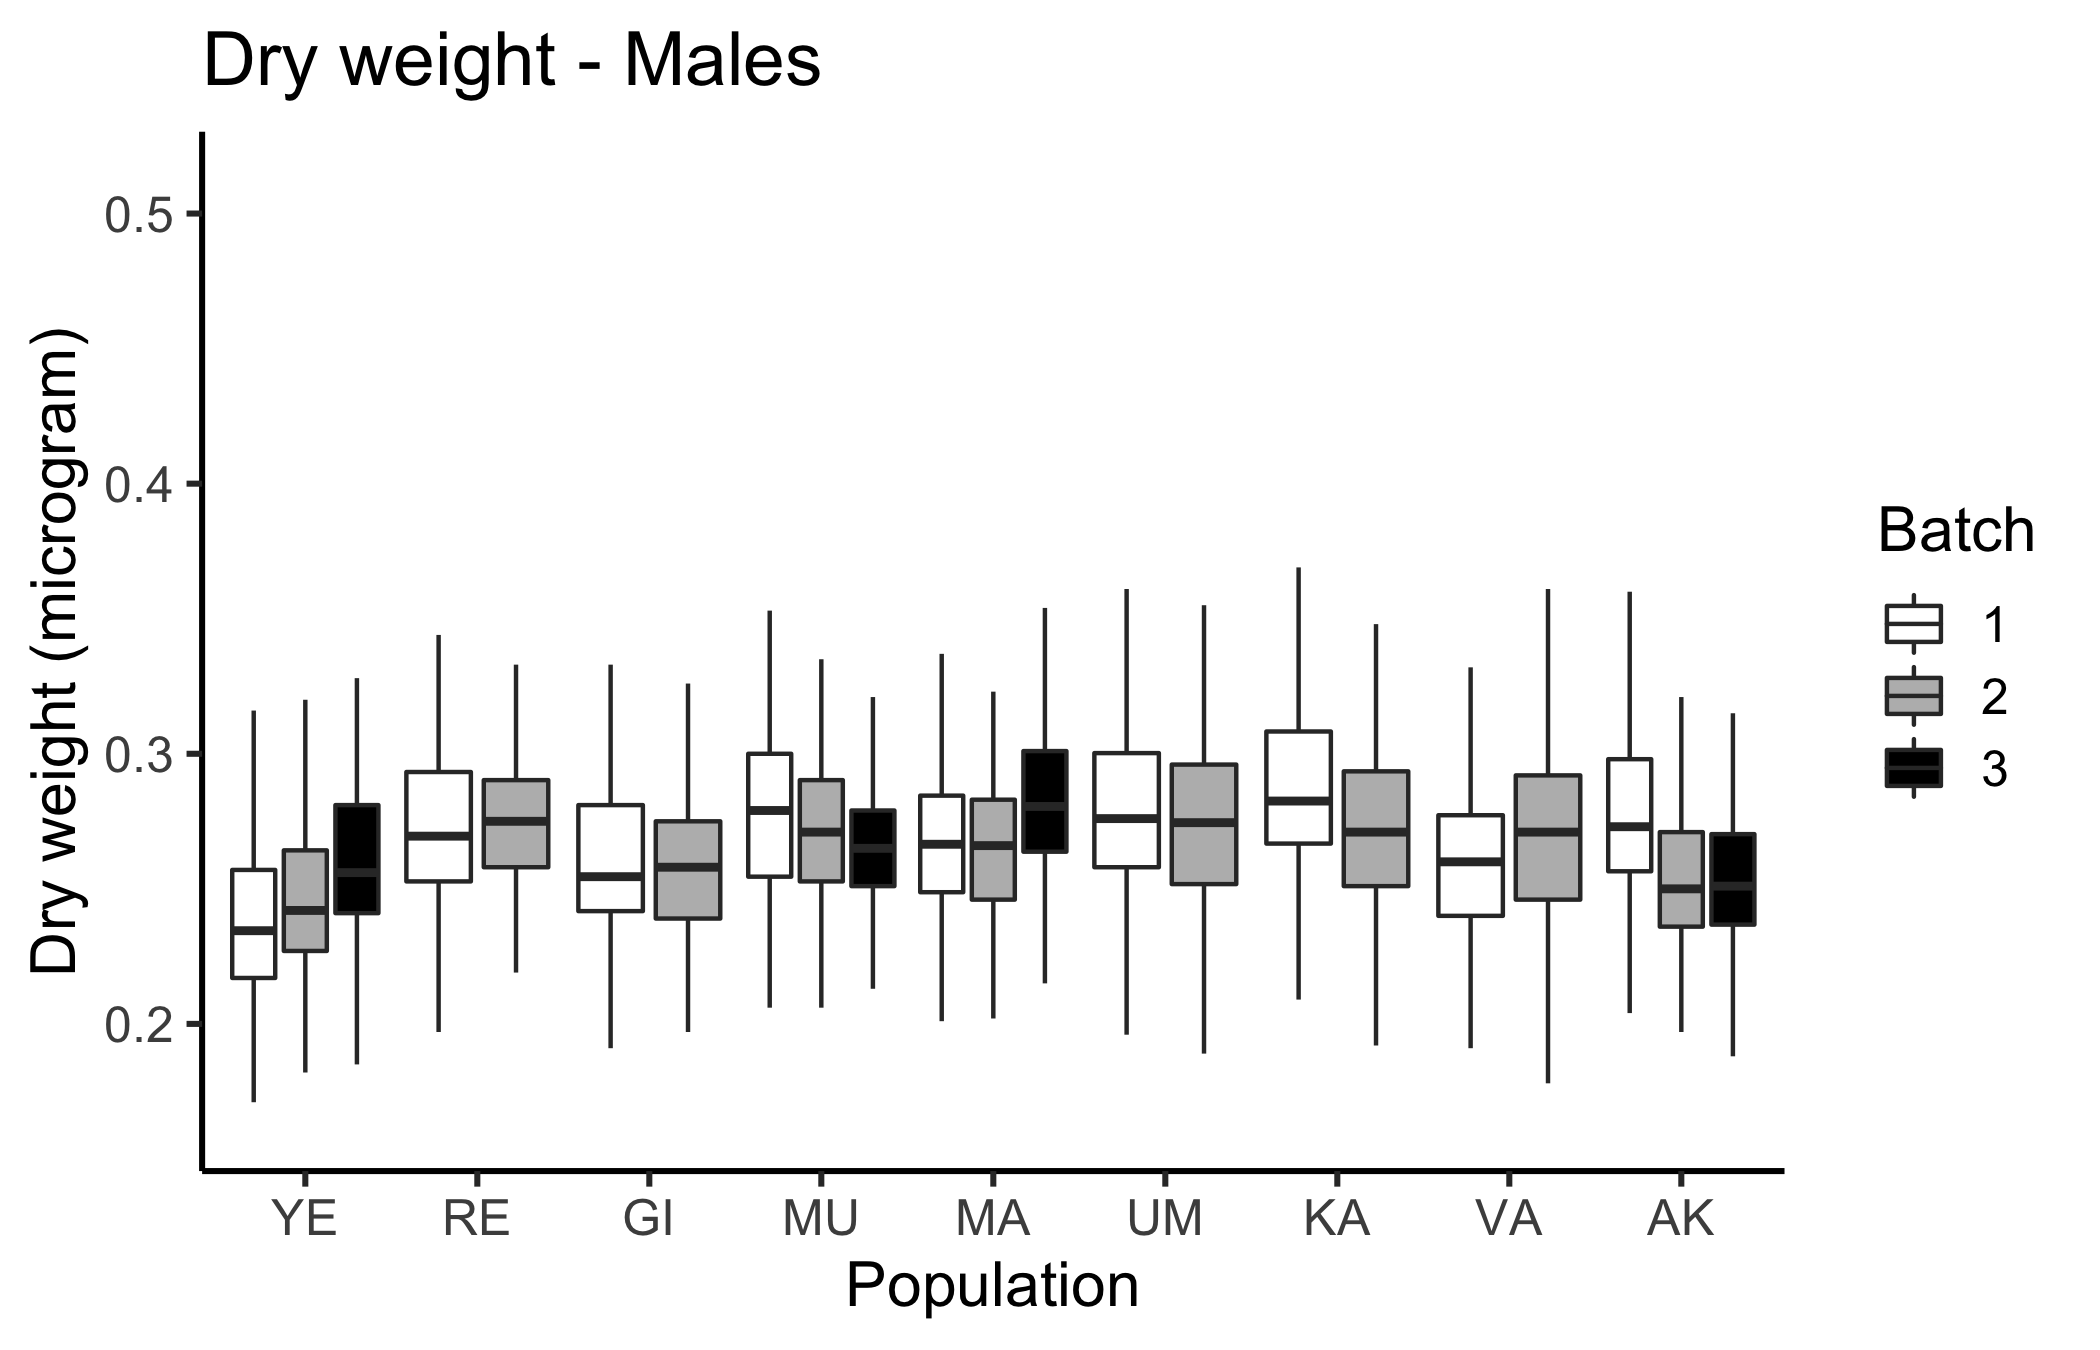 Dry weight - Males
Dry weight (microgram)
0.5
0.4
0.3
0.2
YE RE GI MU MA UM KA VA AK
Population
Batch
1
2
3